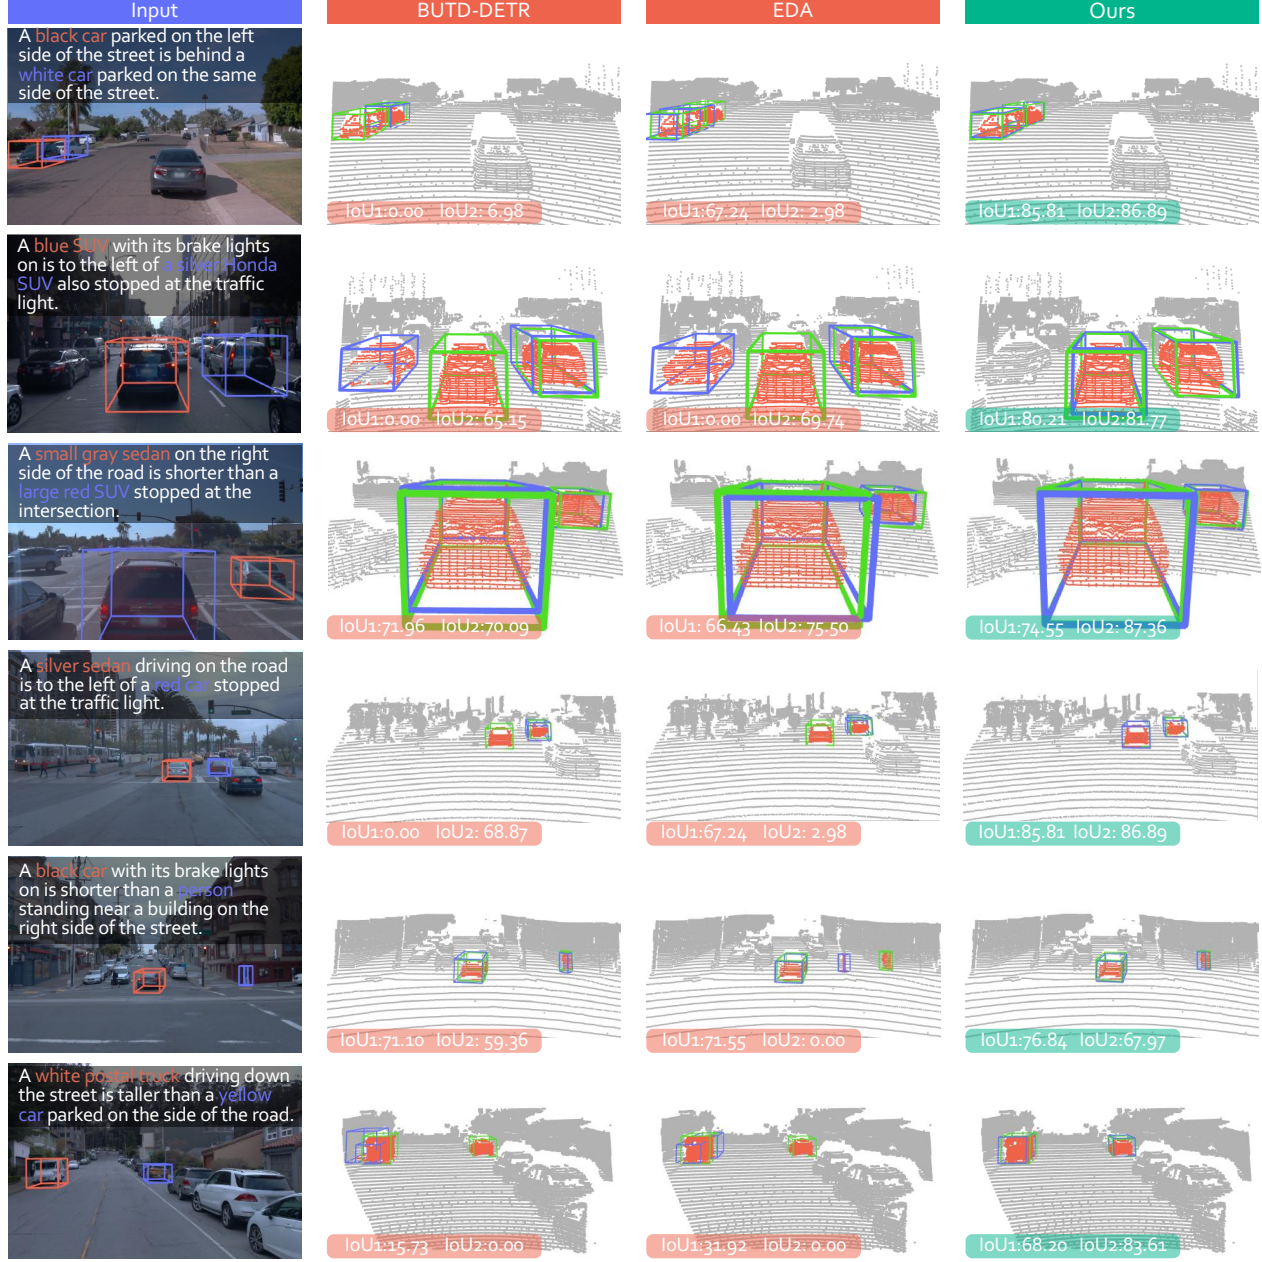 Input
BUTD-DETR
EDA
Ours
A black car parked on the left
side of the street is behind a
white car parked on the same
side of the street.
IoU1:0.00 IoU2: 6.98
IoU1:67.24 IoU2: 2.98
IoU1:85.81 IoU2:86.89
A blue SUV with its brake lights
on is to the left of a silver Honda
SUV also stopped at the traffic
light.
IoU1:0.00 IoU2: 65.15
IoU1:0.00 IoU2: 69.74
IoU1:80.21 IoU2:81.77
A small gray sedan on the right
side of the road is shorter than a
large red SUV stopped at the
intersection.
IoU1:71.96 IoU2:70.09
IoU1: 66.43 IoU2: 75.50
IoU1:74.55 IoU2: 87.36
A silver sedan driving on the road
is to the left of a red car stopped
at the traffic light.
IoU1:0.00 IoU2: 68.87
IoU1:67.24 IoU2: 2.98
IoU1:85.81 IoU2: 86.89
A black car with its brake lights
on is shorter than a person
standing near a building on the
right side of the street.
IoU1:71.10 IoU2: 59.36
IoU1:71.55 IoU2: 0.00
IoU1:76.84 IoU2:67.97
A white postal truck driving down
the street is taller than a yellow
car parked on the side of the road.
IoU1:15.73 IoU2:0.00
IoU1:31.92 IoU2: 0.00
IoU1:68.20 IoU2:83.61